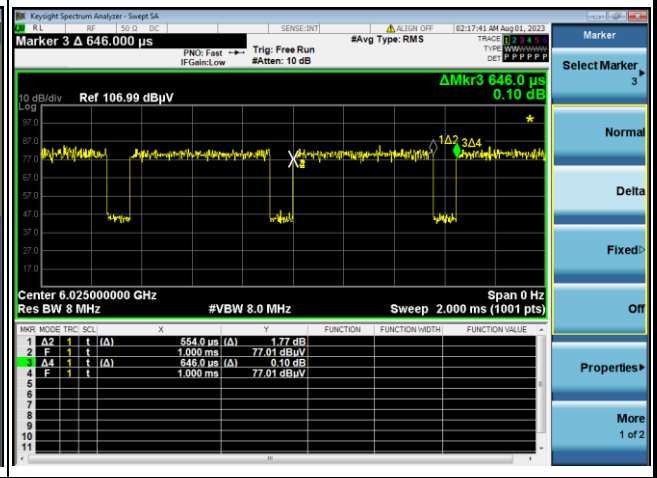 Keysight Spectrum Analyzer - Swept SA
RL RF 50 Ω DC SENSE:INT ALIGN OFF 02:17:41 AM Aug 01, 2023
Marker 3 Δ 646.000 µs
PNO: Fast Trig: Free Run #Avg Type: RMS TRACE 1 2 3 4 5 6
IFGain:Low #Atten: 10 dB TYPE WWWWWW
DET P P P P P P
ΔMkr3 646.0 µs
0.10 dB
10 dB/div Ref 106.99 dBµV
Log
97.0
87.0
77.0
67.0
57.0
47.0
37.0
27.0
17.0
1Δ2 3Δ4
X
Center 6.025000000 GHz Span 0 Hz
Res BW 8 MHz #VBW 8.0 MHz Sweep 2.000 ms (1001 pts)
MKR MODE TRC SCL X Y FUNCTION FUNCTION WIDTH FUNCTION VALUE
1 Δ2 1 t (Δ) 554.0 µs (Δ) 1.77 dB
2 F 1 t 1.000 ms 77.01 dBµV
3 Δ4 1 t (Δ) 646.0 µs (Δ) 0.10 dB
4 F 1 t 1.000 ms 77.01 dBµV
5
6
7
8
9
10
11
Marker
Select Marker
3
Normal
Delta
Fixed
Off
Properties
More
1 of 2